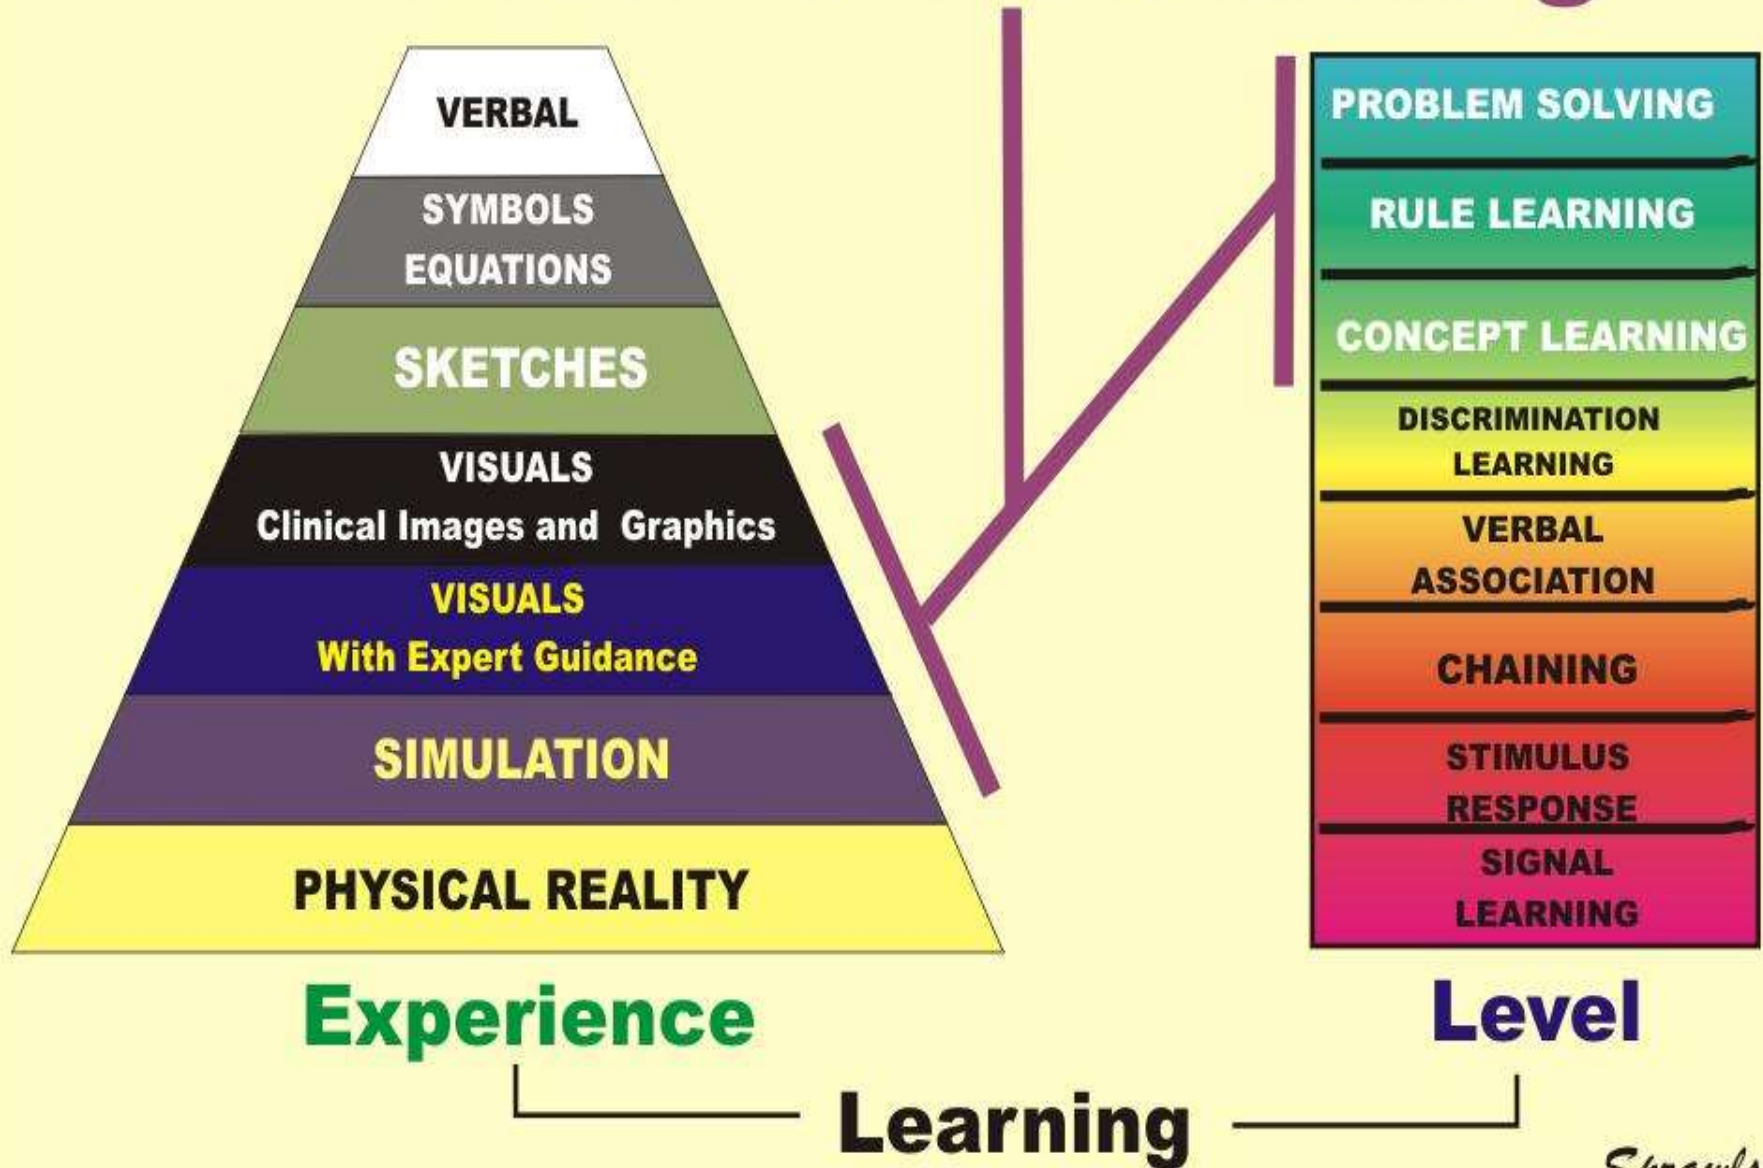 VERBAL
SYMBOLS
EQUATIONS
SKETCHES
VISUALS
Clinical Images and Graphics
VISUALS
With Expert Guidance
SIMULATION
PHYSICAL REALITY
Experience
PROBLEM SOLVING
RULE LEARNING
CONCEPT LEARNING
DISCRIMINATION
LEARNING
VERBAL
ASSOCIATION
CHAINING
STIMULUS
RESPONSE
SIGNAL
LEARNING
Level
Learning